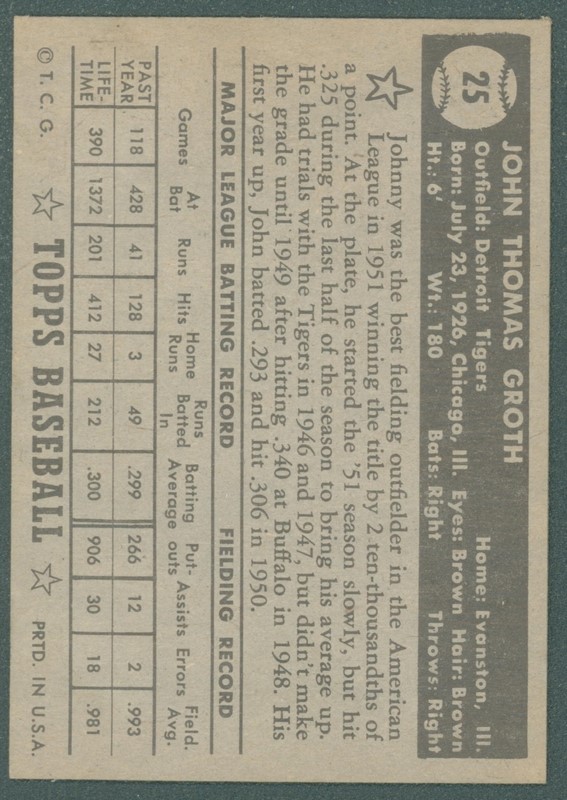 25
JOHN THOMAS GROTH
Outfield: Detroit Tigers Home: Evanston, Ill.
Born: July 23, 1926, Chicago, Ill. Eyes: Brown Hair: Brown
Ht.: 6' Wt.: 180 Bats: Right Throws: Right
Johnny was the best fielding outfielder in the American
League in 1951 winning the title by 2 ten-thousandths of
a point. At the plate, he started the '51 season slowly, but hit
.325 during the last half of the season to bring his average up.
He had trials with the Tigers in 1946 and 1947, but didn't make
the grade until 1949 after hitting .340 at Buffalo in 1948. His
first year up, John batted .293 and hit .306 in 1950.
MAJOR LEAGUE BATTING RECORD FIELDING RECORD
Games At Bat Runs Hits Home Runs Runs Batted In Batting Average Put-outs Assists Errors Field. Avg.
PAST YEAR 118 428 41 128 3 49 .299 266 12 2 .993
LIFE-TIME 390 1372 201 412 27 212 .300 906 30 18 .981
© T. C. G. TOPPS BASEBALL PRTD. IN U.S.A.